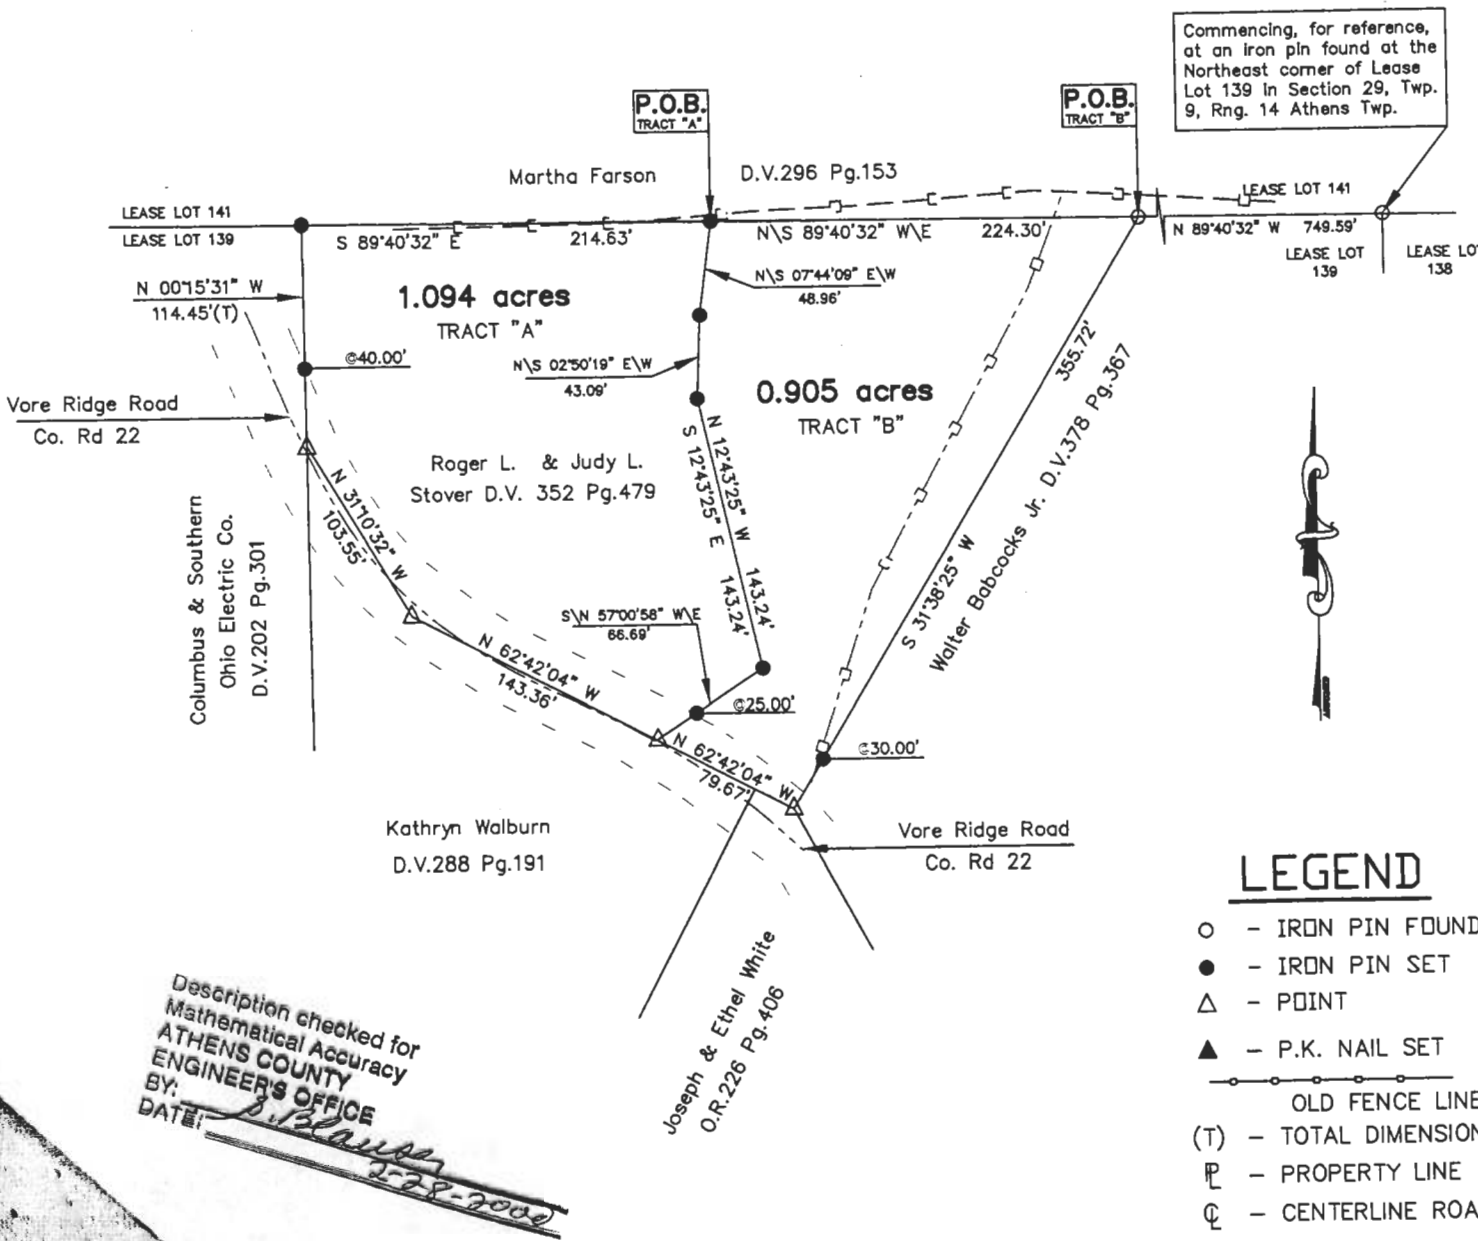 Commencing, for reference,
at an iron pin found at the
Northeast corner of Lease
Lot 139 in Section 29, Twp.
9, Rng. 14 Athens Twp.
P.O.B.
TRACT "A"
P.O.B.
TRACT "B"
Martha Farson
D.V.296 Pg.153
LEASE LOT 141
LEASE LOT 141
LEASE LOT 139
S 89°40'32" E
214.63'
N\S 89°40'32" W\E
224.30'
N 89°40'32" W
749.59'
LEASE LOT
139
LEASE LOT
138
N 00°15'31" W
114.45'(T)
1.094 acres
TRACT "A"
N\S 07°44'09" E\W
48.96'
@40.00'
N\S 02°50'19" E\W
43.09'
0.905 acres
TRACT "B"
355.72'
S 31°38'25" W
Walter Babcocks Jr. D.V.378 Pg.367
Vore Ridge Road
Co. Rd 22
Roger L. & Judy L.
Stover D.V. 352 Pg.479
N 12°43'25" W 143.24'
S 12°43'25" E 143.24'
N 31°10'32" W
103.55'
Columbus & Southern
Ohio Electric Co.
D.V.202 Pg.301
S\N 57°00'58" W\E
66.69'
N 62°42'04" W
143.36'
@25.00'
N 62°42'04" W
79.67'
@30.00'
Kathryn Walburn
D.V.288 Pg.191
Vore Ridge Road
Co. Rd 22
Joseph & Ethel White
O.R.226 Pg.406
Description checked for
Mathematical Accuracy
ATHENS COUNTY
ENGINEER'S OFFICE
BY: S. Blauser
DATE: 2-28-2000
LEGEND
○ - IRON PIN FOUND
● - IRON PIN SET
△ - POINT
▲ - P.K. NAIL SET
OLD FENCE LINE
(T) - TOTAL DIMENSION
℄ - PROPERTY LINE
℄ - CENTERLINE ROA